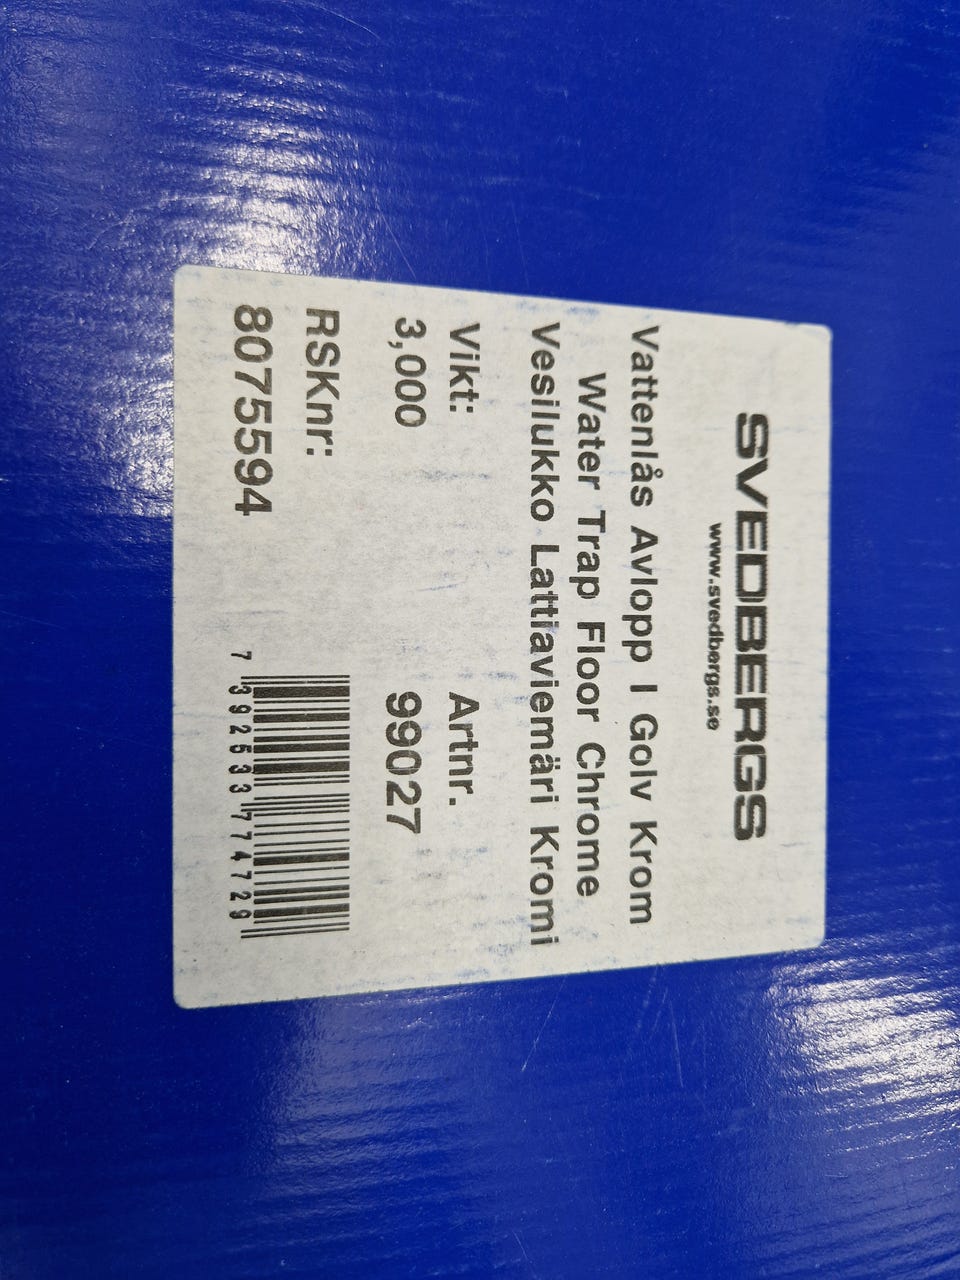 SVEDBERGS
www.svedbergs.se
Vattenlås Avlopp I Golv Krom
Water Trap Floor Chrome
Vesilukko Lattiaviemäri Kromi
Vikt: Artnr.
3,000 99027
RSKnr:
8075594
7 392533 774729